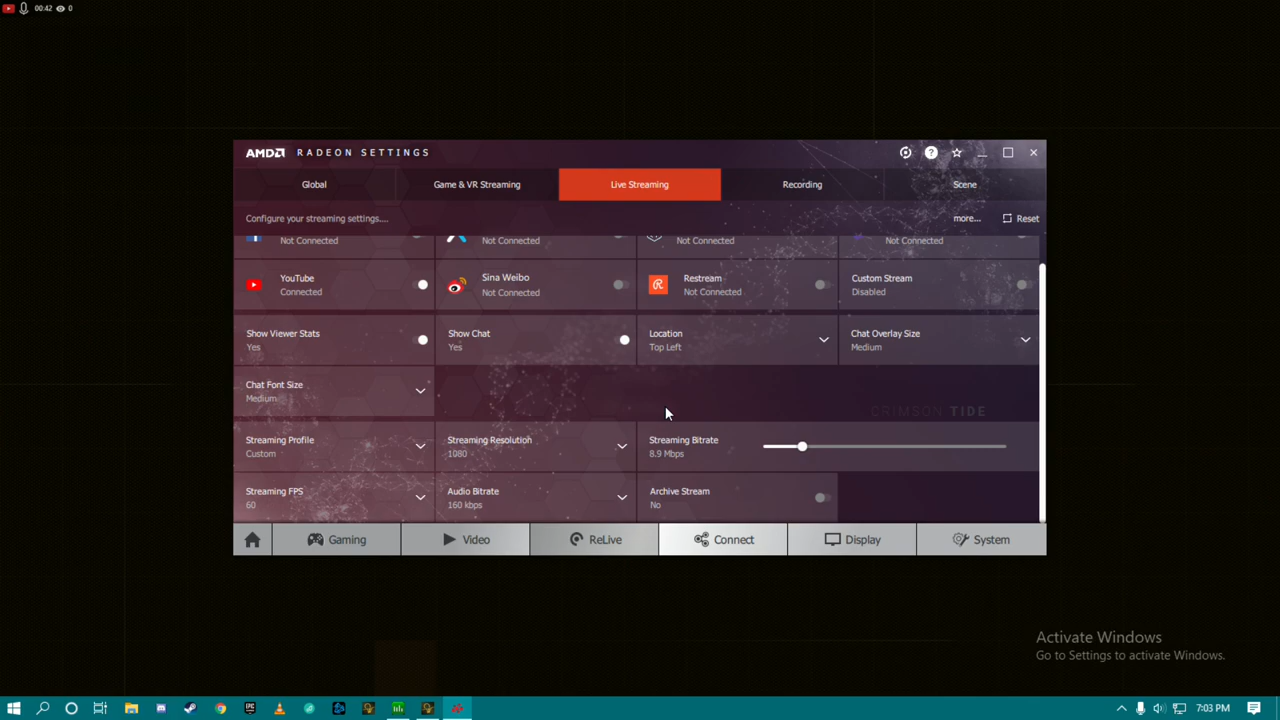 00:42 0
AMD RADEON SETTINGS
Global
Game & VR Streaming
Live Streaming
Recording
Scene
Configure your streaming settings....
more...
Reset
Not Connected
Not Connected
Not Connected
Not Connected
YouTube
Connected
Sina Weibo
Not Connected
Restream
Not Connected
Custom Stream
Disabled
Show Viewer Stats
Yes
Show Chat
Yes
Location
Top Left
Chat Overlay Size
Medium
Chat Font Size
Medium
CRIMSON TIDE
Streaming Profile
Custom
Streaming Resolution
1080
Streaming Bitrate
8.9 Mbps
Streaming FPS
60
Audio Bitrate
160 kbps
Archive Stream
No
Gaming
Video
ReLive
Connect
Display
System
Activate Windows
Go to Settings to activate Windows.
EPIC
7:03 PM